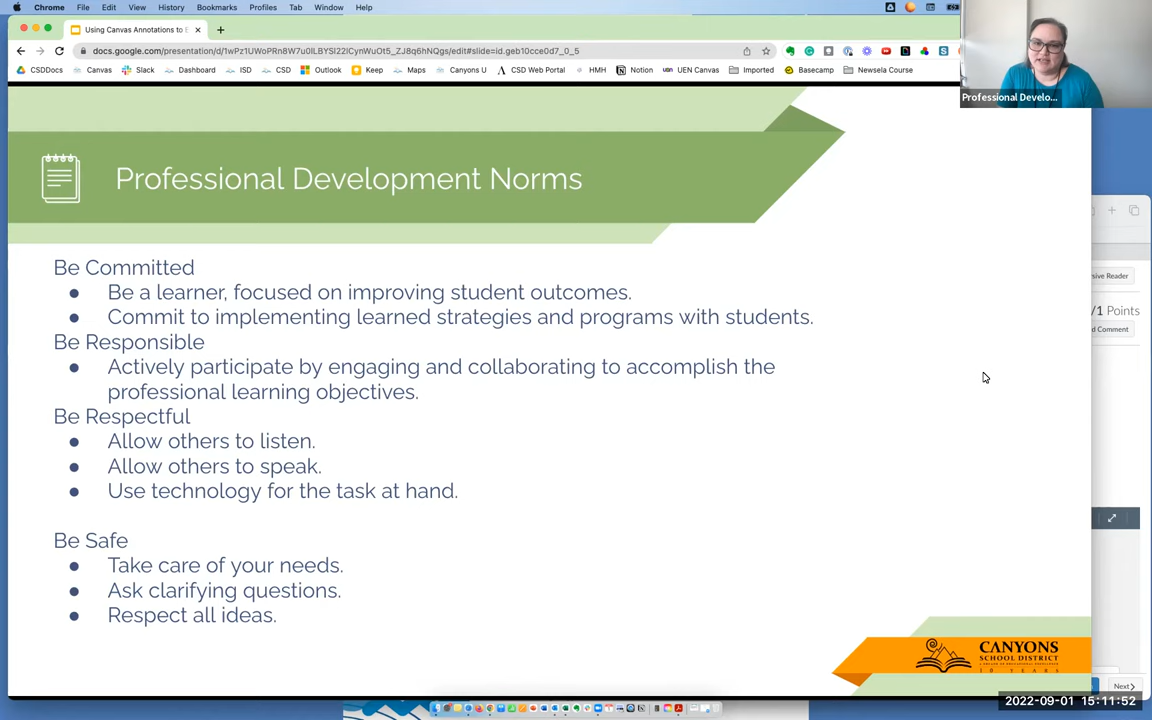 Chrome File Edit View History Bookmarks Profiles Tab Window Help
Using Canvas Annotations to E
docs.google.com/presentation/d/1wPz1UWoPRn8W7u0lLBYSI22lCynWuOt5_ZJ8q6hNQgs/edit#slide=id.geb10cce0d7_0_5
CSDDocs Canvas Slack Dashboard ISD CSD Outlook Keep Maps Canyons U CSD Web Portal HMH Notion UEN Canvas Imported Basecamp Newsela Course
Professional Develo...
Professional Development Norms
Be Committed
● Be a learner, focused on improving student outcomes.
● Commit to implementing learned strategies and programs with students.
Be Responsible
● Actively participate by engaging and collaborating to accomplish the
professional learning objectives.
Be Respectful
● Allow others to listen.
● Allow others to speak.
● Use technology for the task at hand.
Be Safe
● Take care of your needs.
● Ask clarifying questions.
● Respect all ideas.
rsive Reader
/1 Points
d Comment
CANYONS
SCHOOL DISTRICT
10 YEARS
Next
2022-09-01 15:11:52